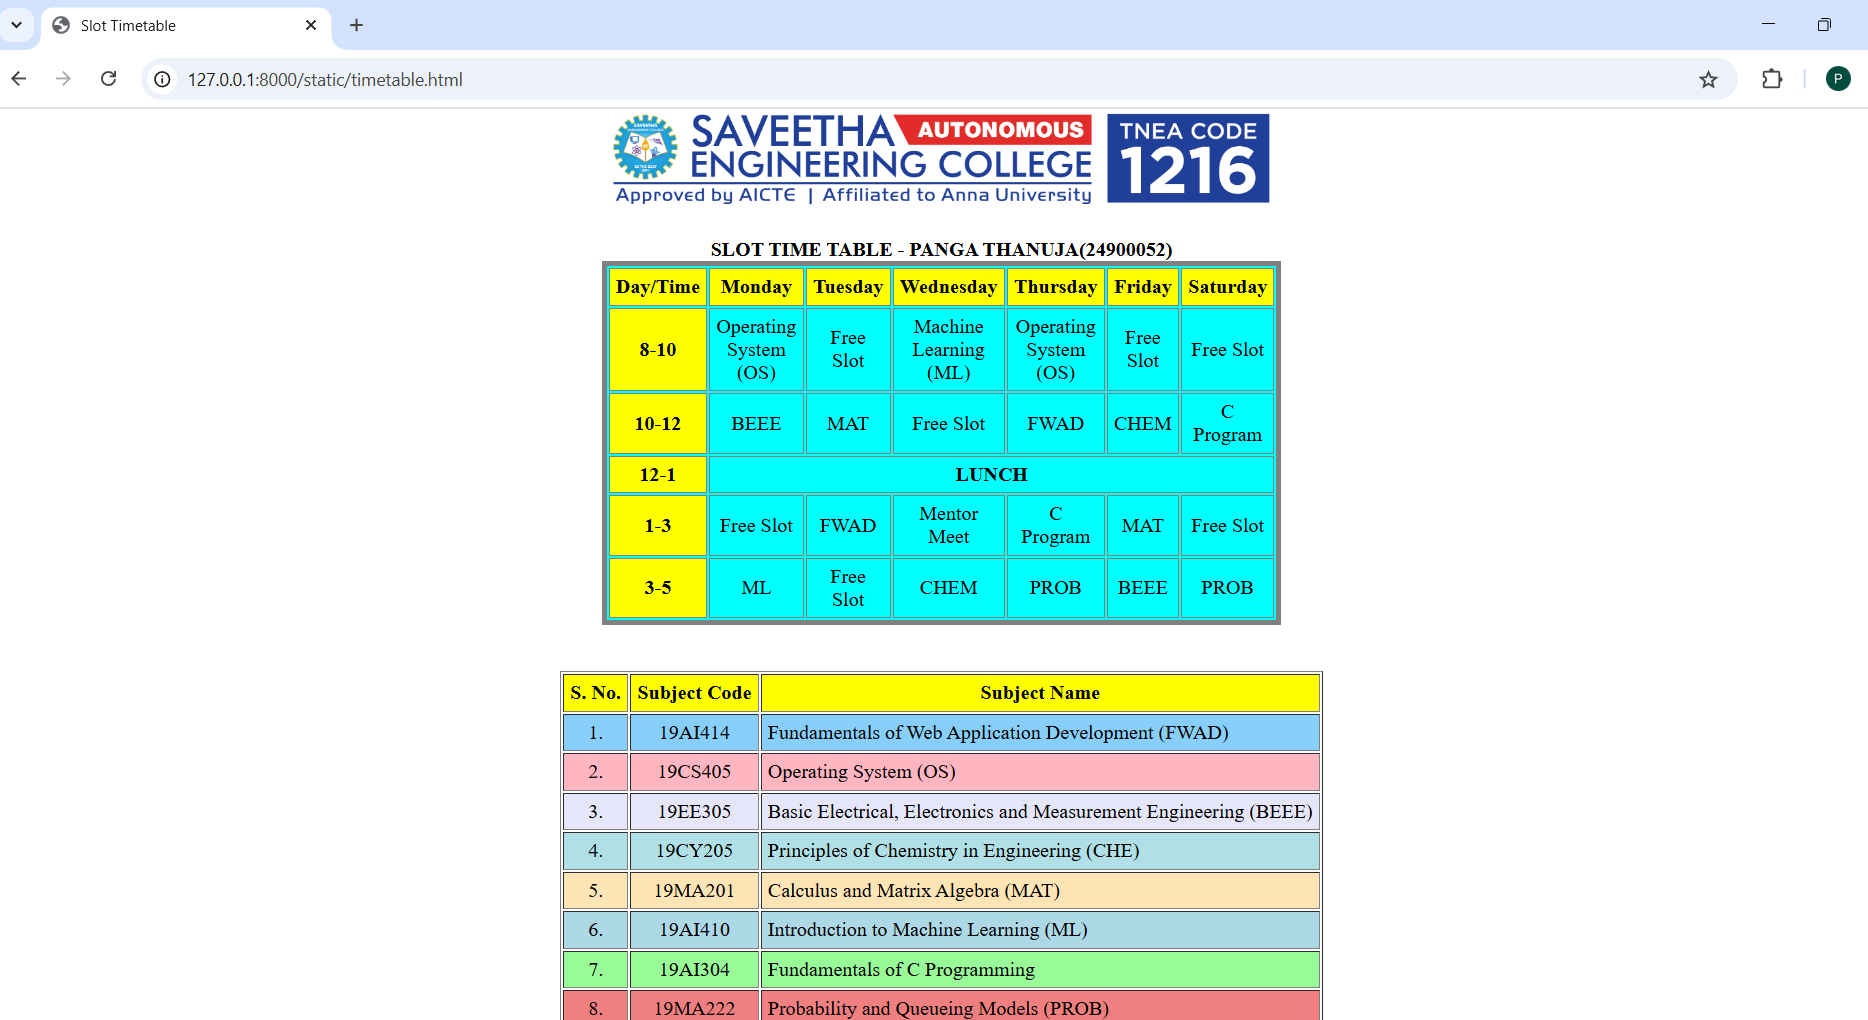 Slot Timetable
127.0.0.1:8000/static/timetable.html
P
SAVEETHA AUTONOMOUS
ENGINEERING COLLEGE
Approved by AICTE | Affiliated to Anna University
TNEA CODE
1216
SLOT TIME TABLE - PANGA THANUJA(24900052)
Day/Time Monday Tuesday Wednesday Thursday Friday Saturday
8-10 Operating System (OS) Free Slot Machine Learning (ML) Operating System (OS) Free Slot Free Slot
10-12 BEEE MAT Free Slot FWAD CHEM C Program
12-1 LUNCH
1-3 Free Slot FWAD Mentor Meet C Program MAT Free Slot
3-5 ML Free Slot CHEM PROB BEEE PROB
S. No. Subject Code Subject Name
1. 19AI414 Fundamentals of Web Application Development (FWAD)
2. 19CS405 Operating System (OS)
3. 19EE305 Basic Electrical, Electronics and Measurement Engineering (BEEE)
4. 19CY205 Principles of Chemistry in Engineering (CHE)
5. 19MA201 Calculus and Matrix Algebra (MAT)
6. 19AI410 Introduction to Machine Learning (ML)
7. 19AI304 Fundamentals of C Programming
8. 19MA222 Probability and Queueing Models (PROB)